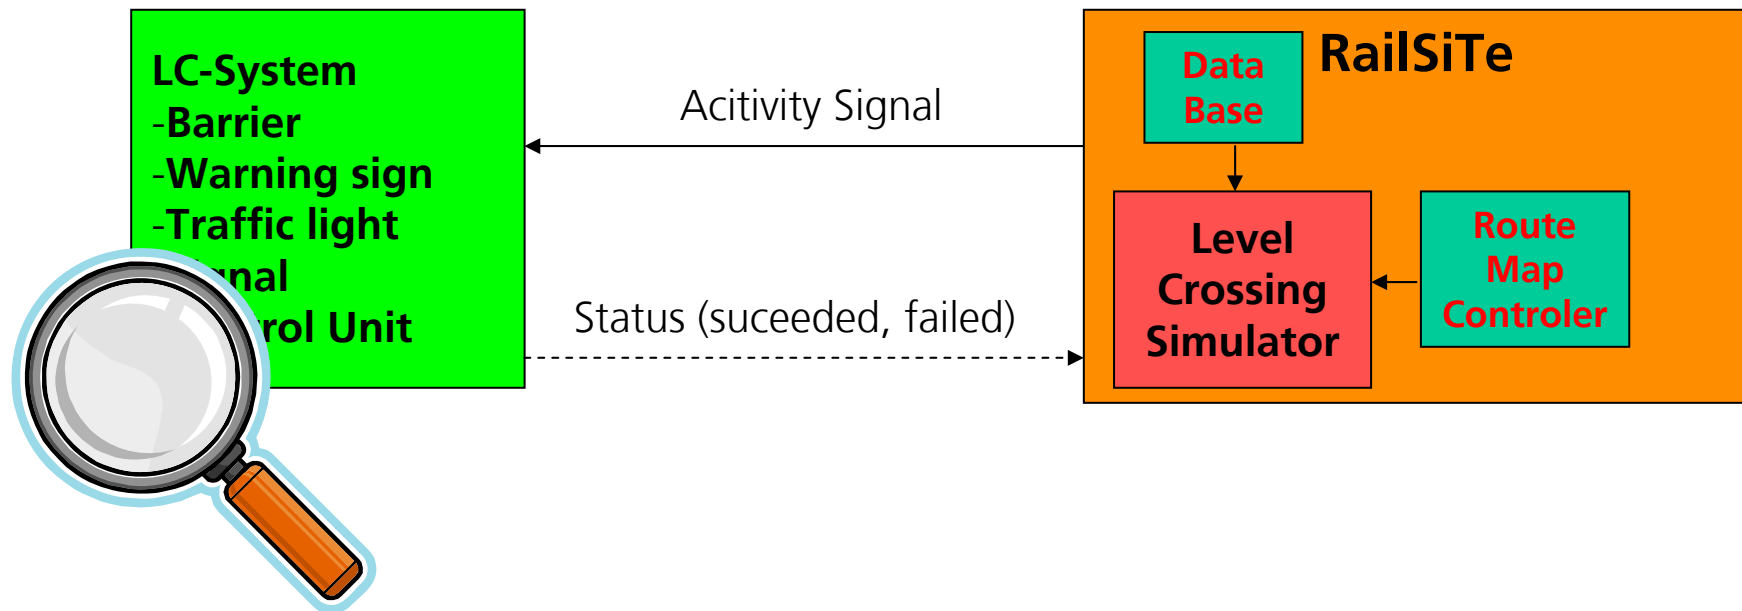 LC-System
-Barrier
-Warning sign
-Traffic light
Unit
Acitivity Signal
Status (suceeded, failed)
RailSiTe
Data
Base
Level
Crossing
Simulator
Route
Map
Controler